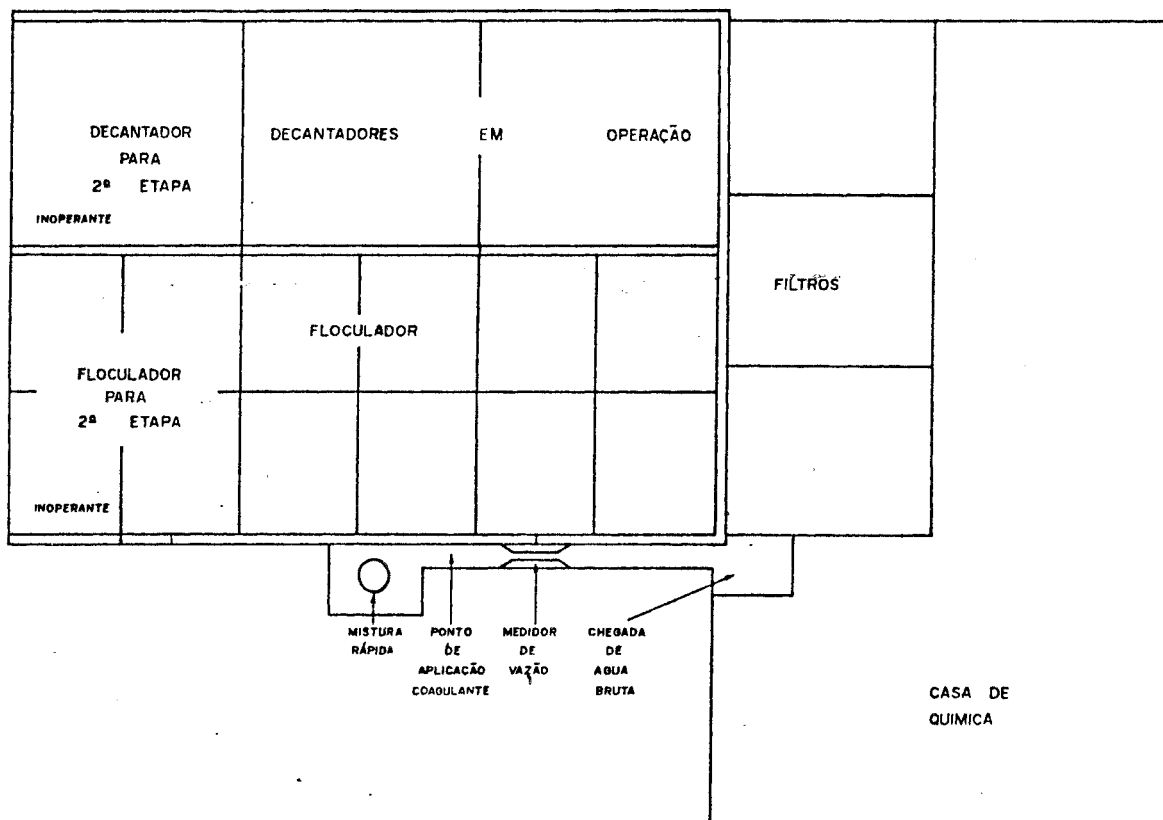 DECANTADOR
PARA
2ª ETAPA
INOPERANTE
DECANTADORES EM OPERAÇÃO
FILTROS
FLOCULADOR
FLOCULADOR
PARA
2ª ETAPA
INOPERANTE
MISTURA
RÁPIDA
PONTO
DE
APLICAÇÃO
COAGULANTE
MEDIDOR
DE
VAZÃO
CHEGADA
DE
AGUA
BRUTA
CASA DE
QUIMICA